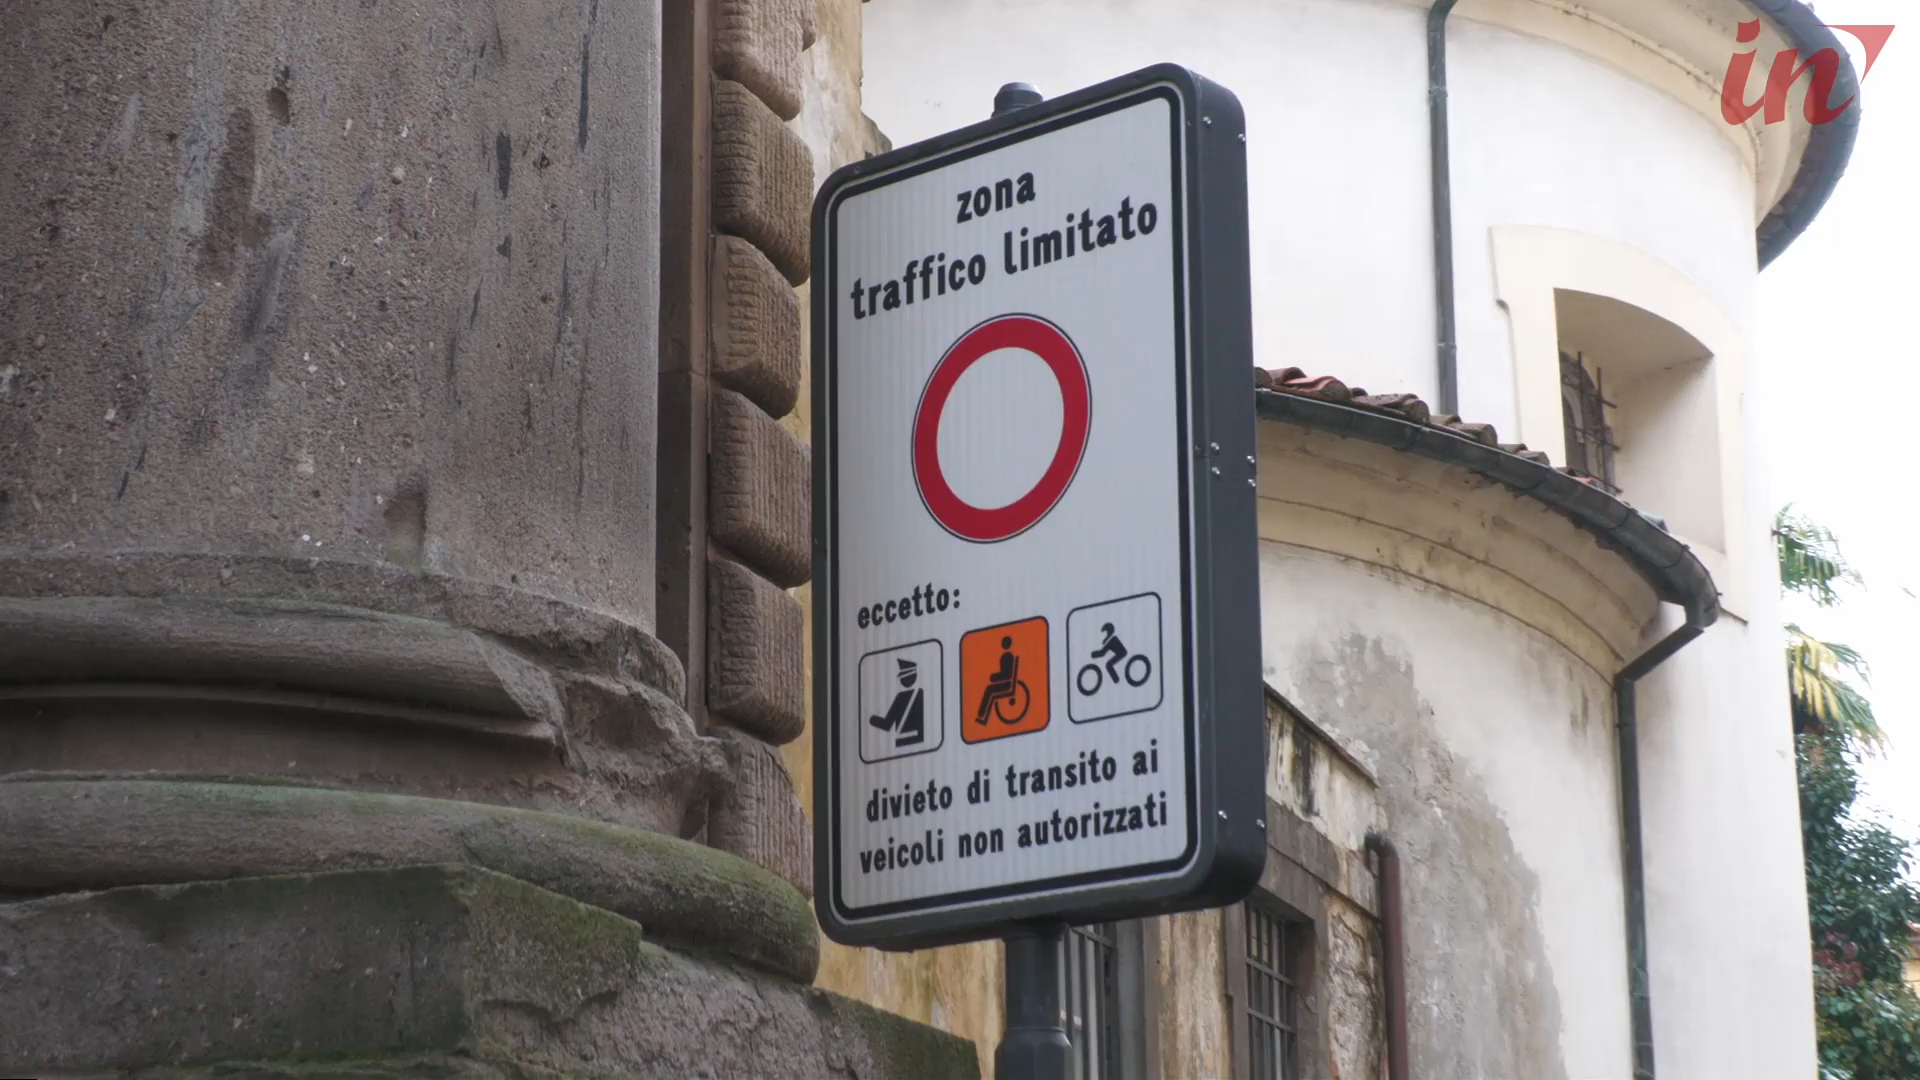 in
zona
traffico limitato
eccetto:
divieto di transito ai
veicoli non autorizzati